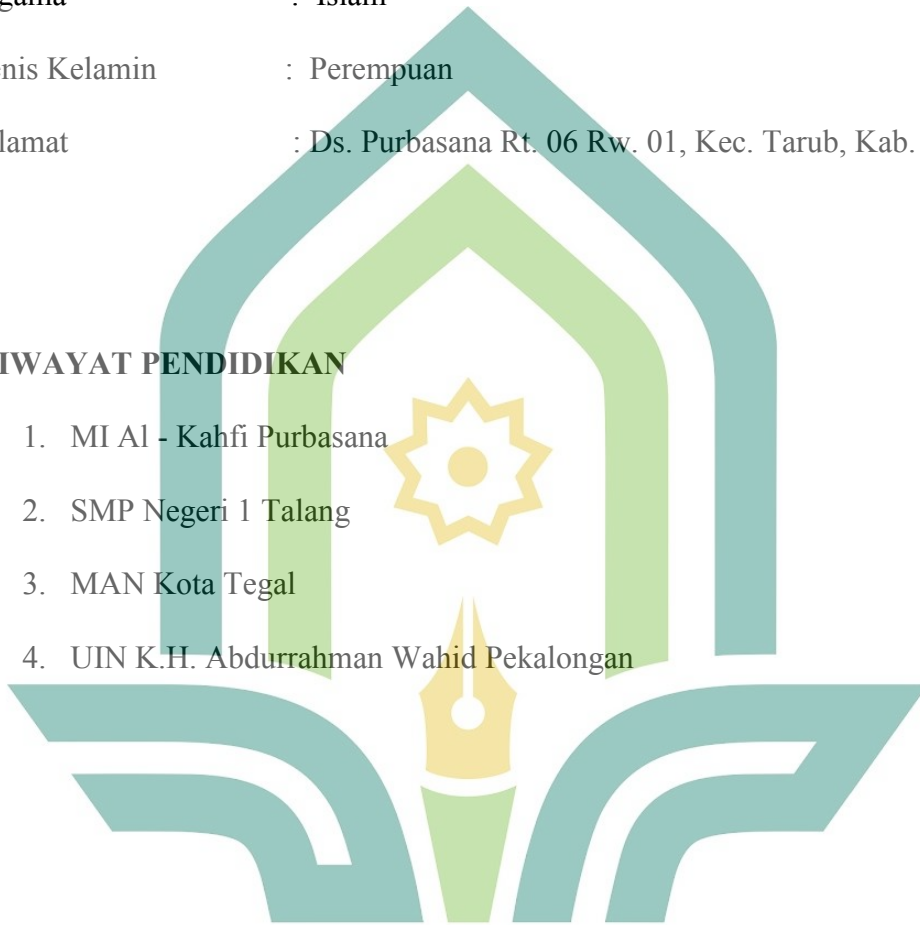 gama : Islam
enis Kelamin : Perempuan
lamat : Ds. Purbasana Rt. 06 Rw. 01, Kec. Tarub, Kab.
IWAYAT PENDIDIKAN
1. MI Al - Kahfi Purbasana
2. SMP Negeri 1 Talang
3. MAN Kota Tegal
4. UIN K.H. Abdurrahman Wahid Pekalongan